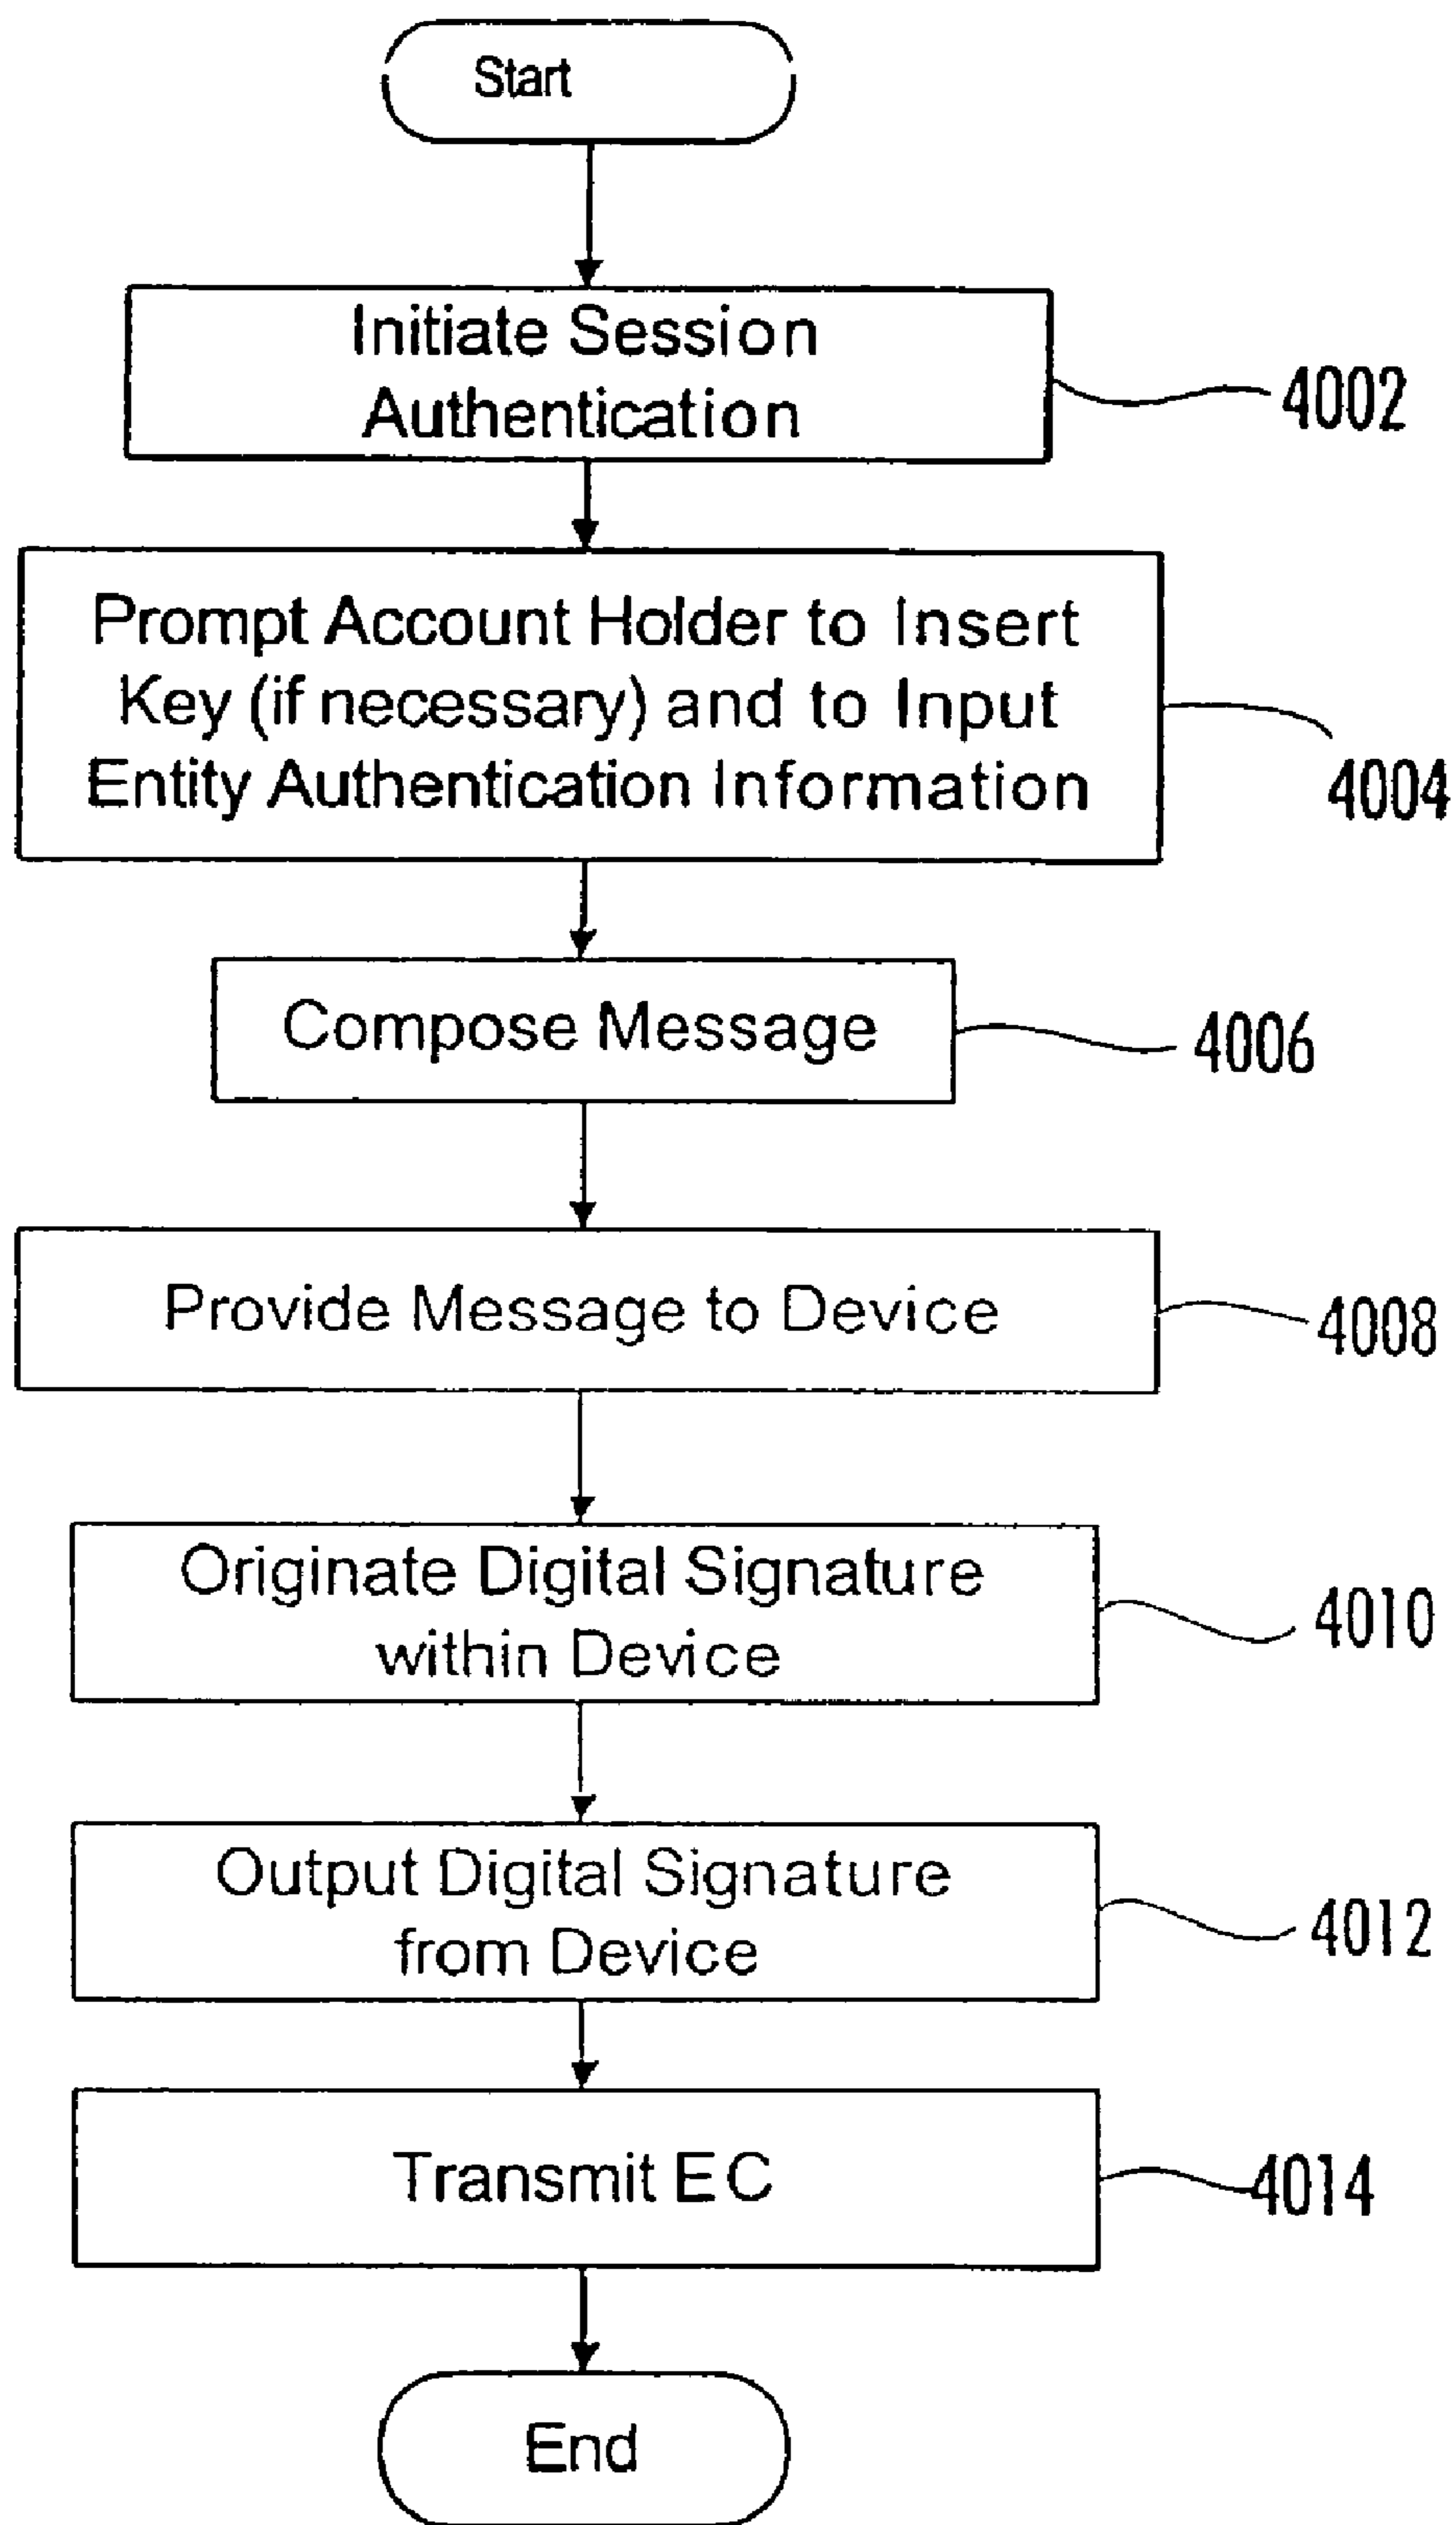 Start
Initiate Session
Authentication
4002
Prompt Account Holder to Insert
Key (if necessary) and to Input
Entity Authentication Information
4004
Compose Message
4006
Provide Message to Device
4008
Originate Digital Signature
within Device
4010
Output Digital Signature
from Device
4012
Transmit EC
4014
End